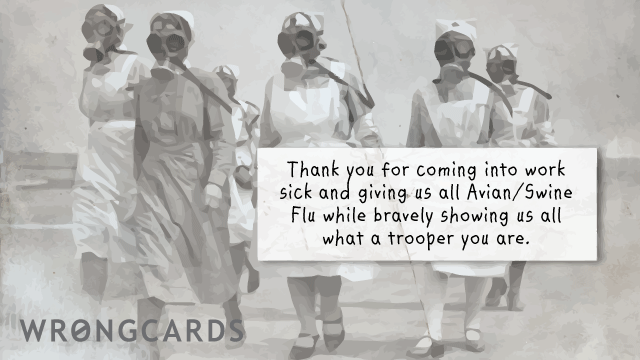 Thank you for coming into work
sick and giving us all Avian/Swine
Flu while bravely showing us all
what a trooper you are.
WRØNGCARDS